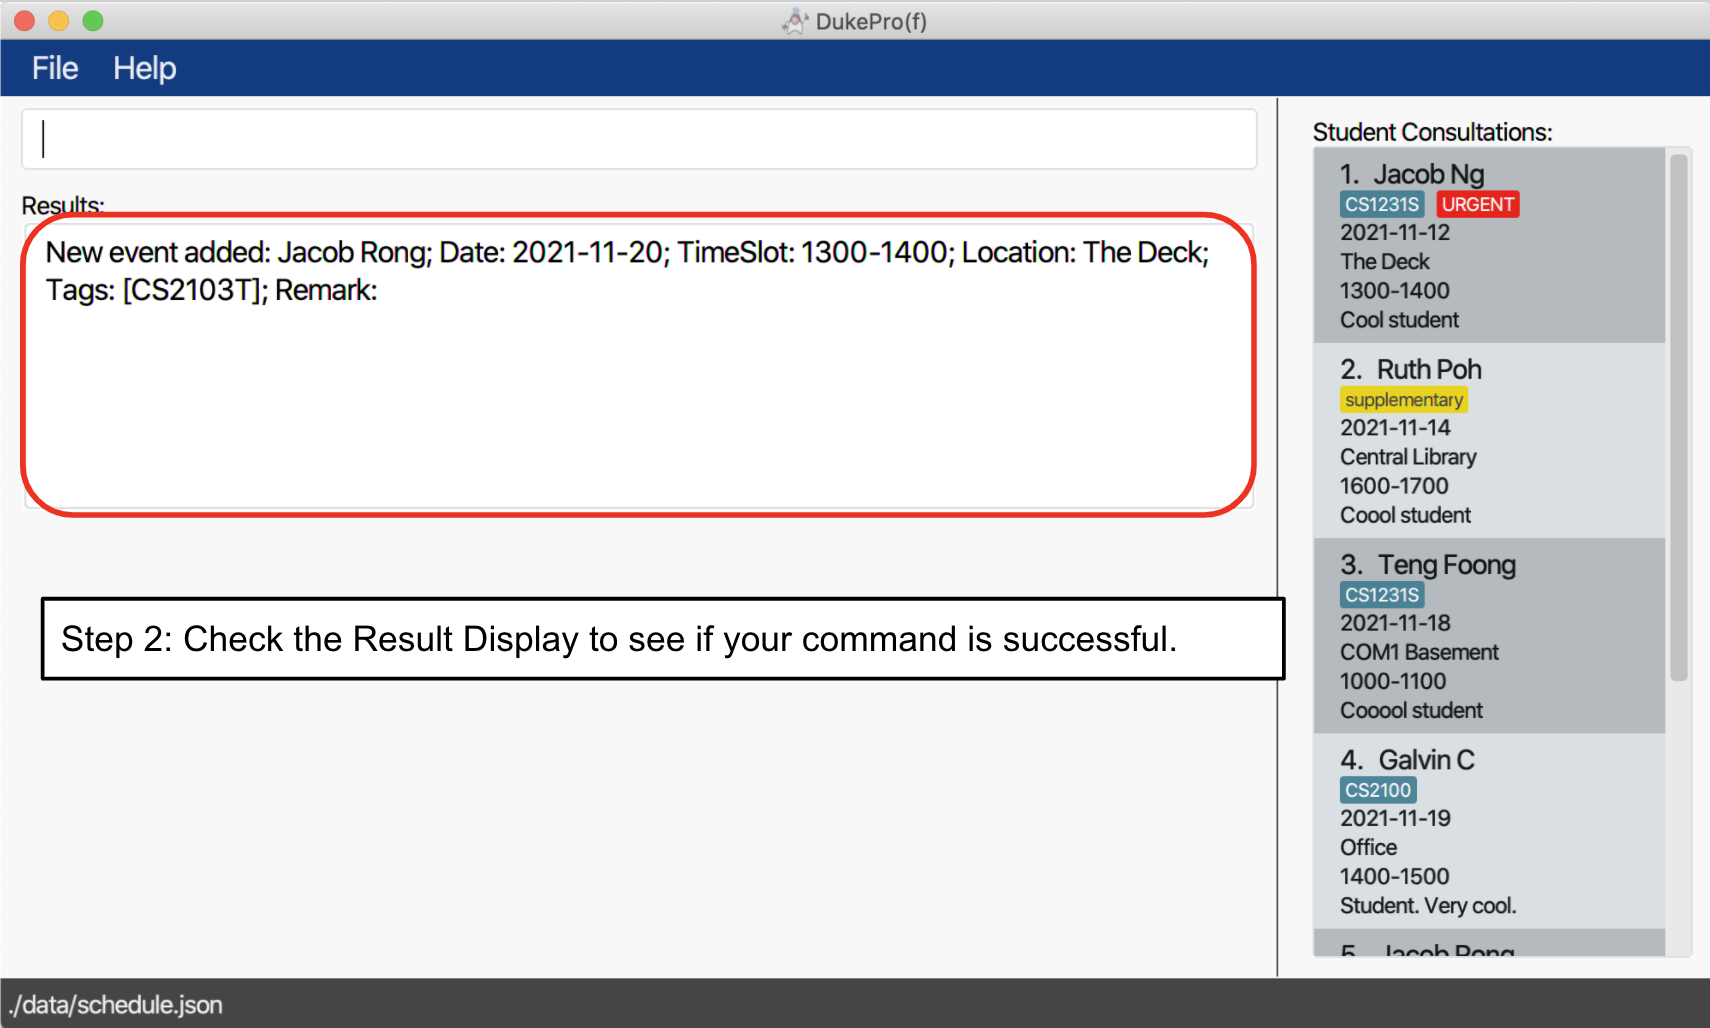 DukePro(f)
File Help
Results:
New event added: Jacob Rong; Date: 2021-11-20; TimeSlot: 1300-1400; Location: The Deck;
Tags: [CS2103T]; Remark:
Step 2: Check the Result Display to see if your command is successful.
Student Consultations:
1. Jacob Ng
CS1231S URGENT
2021-11-12
The Deck
1300-1400
Cool student
2. Ruth Poh
supplementary
2021-11-14
Central Library
1600-1700
Coool student
3. Teng Foong
CS1231S
2021-11-18
COM1 Basement
1000-1100
Cooool student
4. Galvin C
CS2100
2021-11-19
Office
1400-1500
Student. Very cool.
5. Jacob Rong
./data/schedule.json